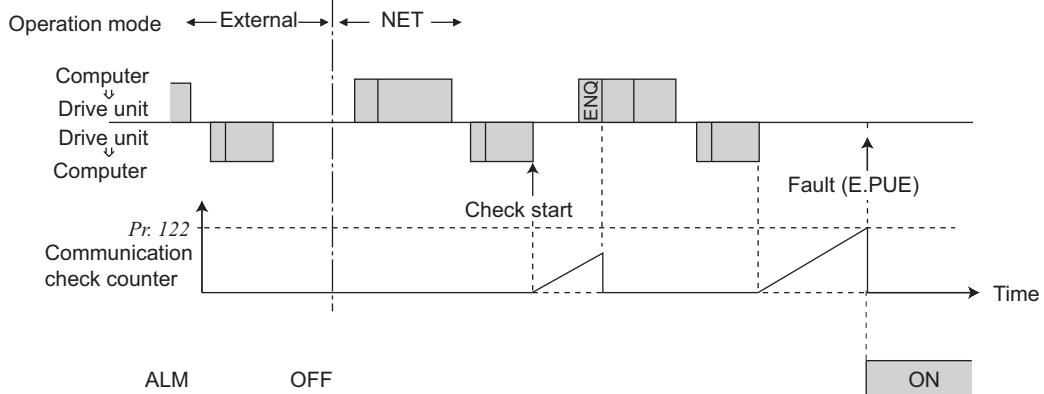 Operation mode
External
NET
Computer
Drive unit
Drive unit
Computer
ENQ
Check start
Fault (E.PUE)
Pr. 122
Communication
check counter
Time
ALM
OFF
ON